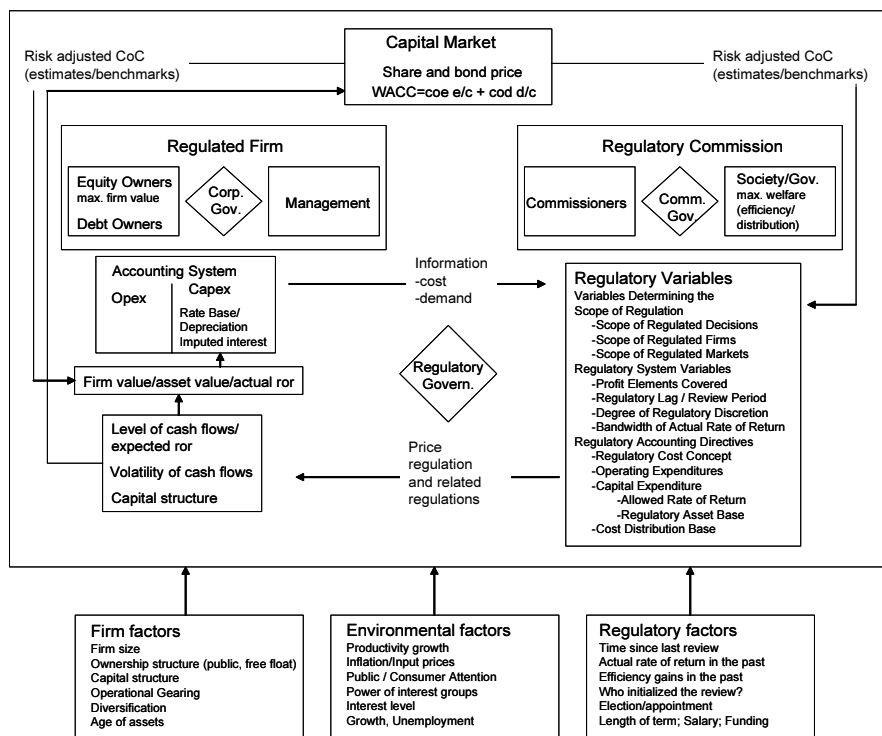 Capital Market
Share and bond price
WACC=coe e/c + cod d/c
Risk adjusted CoC
(estimates/benchmarks)
Risk adjusted CoC
(estimates/benchmarks)
Regulated Firm
Equity Owners
max. firm value
Debt Owners
Corp.
Gov.
Management
Regulatory Commission
Commissioners
Comm.
Gov.
Society/Gov.
max. welfare
(efficiency/
distribution)
Accounting System
Opex
Capex
Rate Base/
Depreciation
Imputed interest
Firm value/asset value/actual ror
Level of cash flows/
expected ror
Volatility of cash flows
Capital structure
Information
-cost
-demand
Regulatory
Govern.
Price
regulation
and related
regulations
Regulatory Variables
Variables Determining the
Scope of Regulation
-Scope of Regulated Decisions
-Scope of Regulated Firms
-Scope of Regulated Markets
Regulatory System Variables
-Profit Elements Covered
-Regulatory Lag / Review Period
-Degree of Regulatory Discretion
-Bandwidth of Actual Rate of Return
Regulatory Accounting Directives
-Regulatory Cost Concept
-Operating Expenditures
-Capital Expenditure
-Allowed Rate of Return
-Regulatory Asset Base
-Cost Distribution Base
Firm factors
Firm size
Ownership structure (public, free float)
Capital structure
Operational Gearing
Diversification
Age of assets
Environmental factors
Productivity growth
Inflation/Input prices
Public / Consumer Attention
Power of interest groups
Interest level
Growth, Unemployment
Regulatory factors
Time since last review
Actual rate of return in the past
Efficiency gains in the past
Who initialized the review?
Election/appointment
Length of term; Salary; Funding